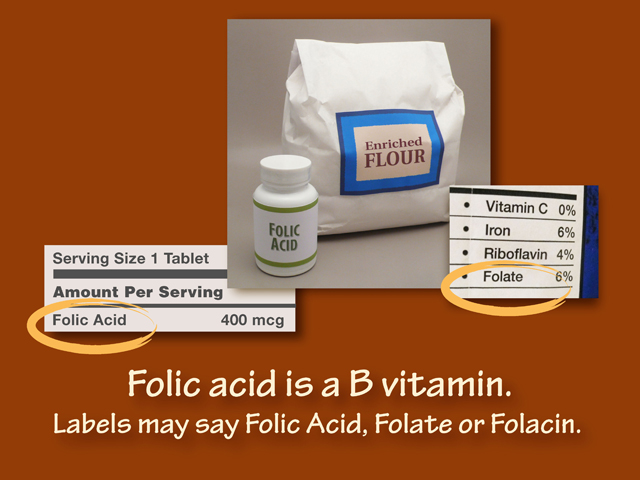 Enriched
FLOUR
FOLIC
ACID
• Vitamin C 0%
• Iron 6%
• Riboflavin 4%
• Folate 6%
Serving Size 1 Tablet
Amount Per Serving
Folic Acid 400 mcg
Folic acid is a B vitamin.
Labels may say Folic Acid, Folate or Folacin.